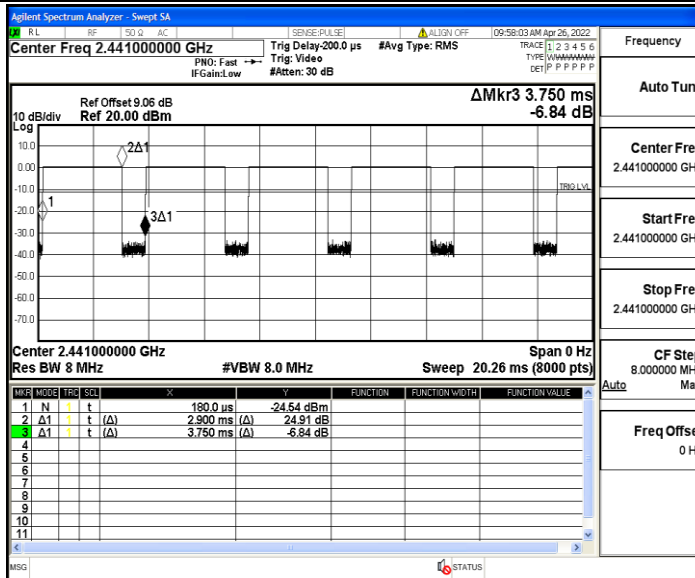 Agilent Spectrum Analyzer - Swept SA
RL RF 50 Ω AC SENSE:PULSE ALIGN OFF 09:58:03 AM Apr 26, 2022
Center Freq 2.441000000 GHz
PNO: Fast
IFGain:Low
Trig Delay-200.0 µs
Trig: Video
#Atten: 30 dB
#Avg Type: RMS
TRACE 1 2 3 4 5 6
TYPE
DET P P P P P P
Ref Offset 9.06 dB
10 dB/div Ref 20.00 dBm
Log
ΔMkr3 3.750 ms
-6.84 dB
10.0
0.00
-10.0
-20.0
-30.0
-40.0
-50.0
-60.0
-70.0
2Δ1
1
3Δ1
TRIG LVL
Center 2.441000000 GHz Span 0 Hz
Res BW 8 MHz #VBW 8.0 MHz Sweep 20.26 ms (8000 pts)
MKR MODE TRC SCL X Y FUNCTION FUNCTION WIDTH FUNCTION VALUE
1 N 1 t 180.0 µs -24.54 dBm
2 Δ1 1 t (Δ) 2.900 ms (Δ) 24.91 dB
3 Δ1 1 t (Δ) 3.750 ms (Δ) -6.84 dB
4
5
6
7
8
9
10
11
MSG STATUS
Frequency
Auto Tun
Center Fre
2.441000000 GH
Start Fre
2.441000000 GH
Stop Fre
2.441000000 GH
CF Step
8.000000 MH
Auto Ma
Freq Offse
0 H